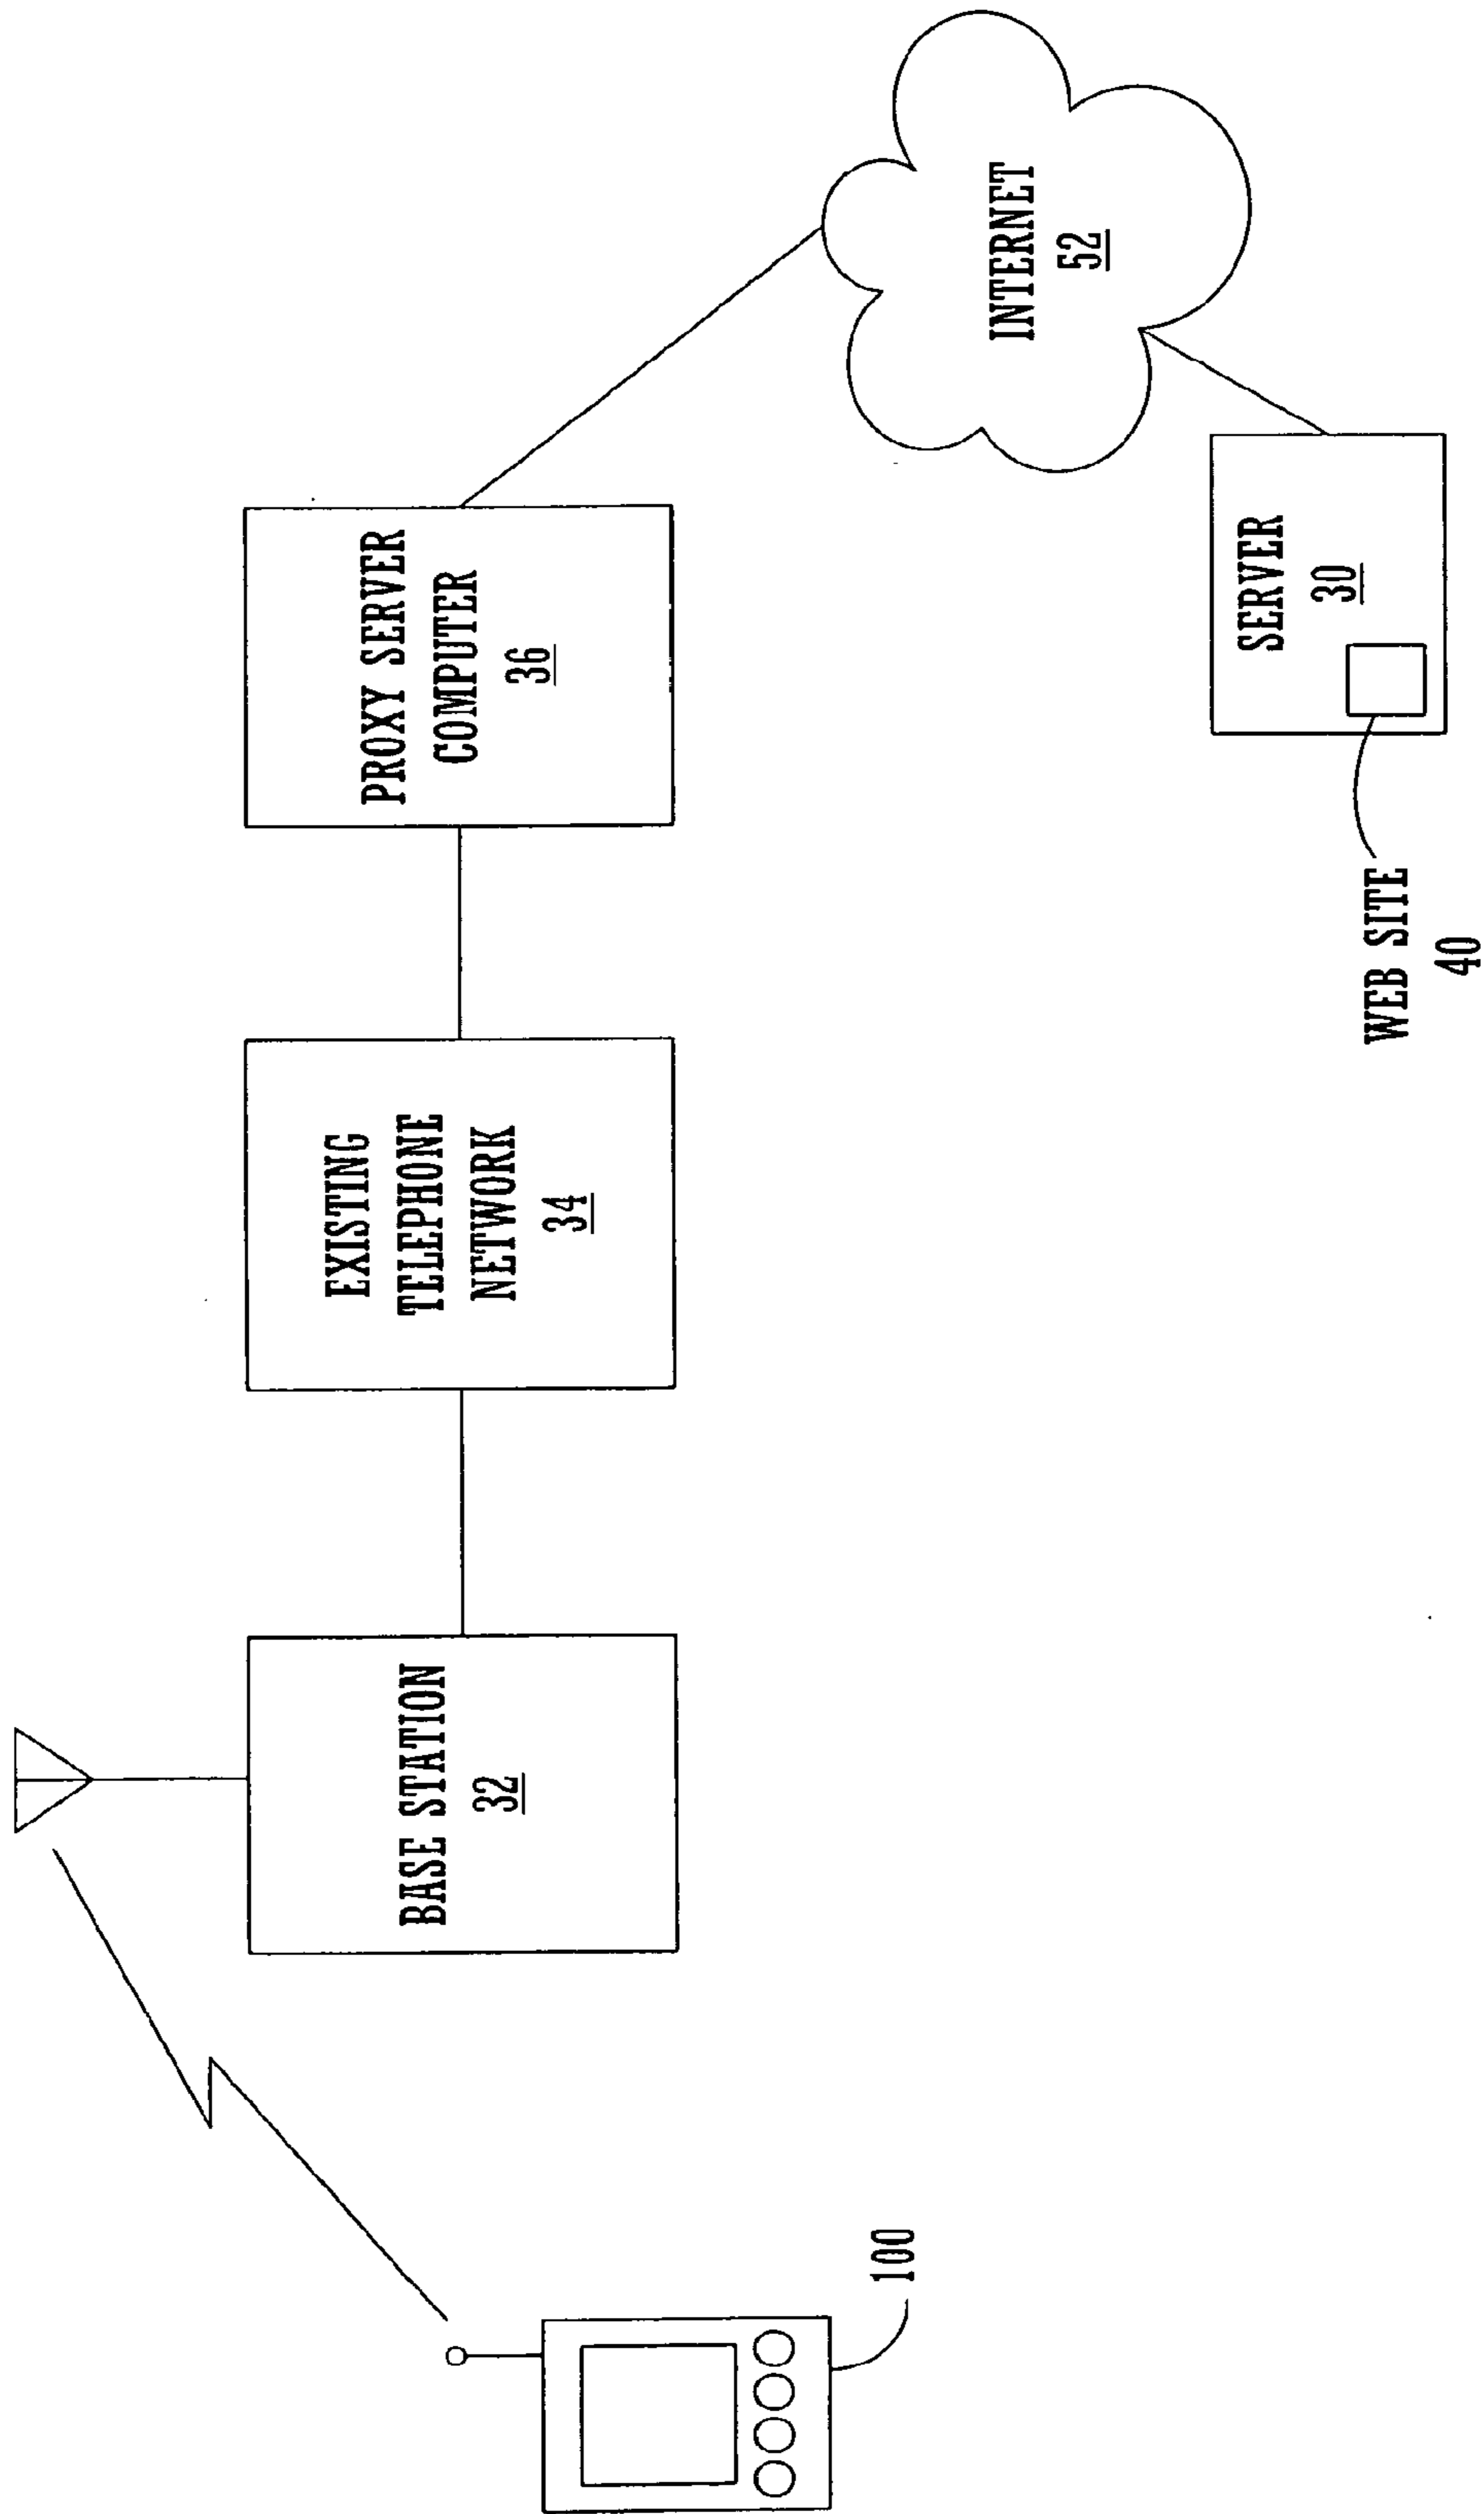 BASE STATION
32
EXISTING
TELEPHONE
NETWORK
34
PROXY SERVER
COMPUTER
36
INTERNET
52
100
SERVER
30
WEB SITE
40